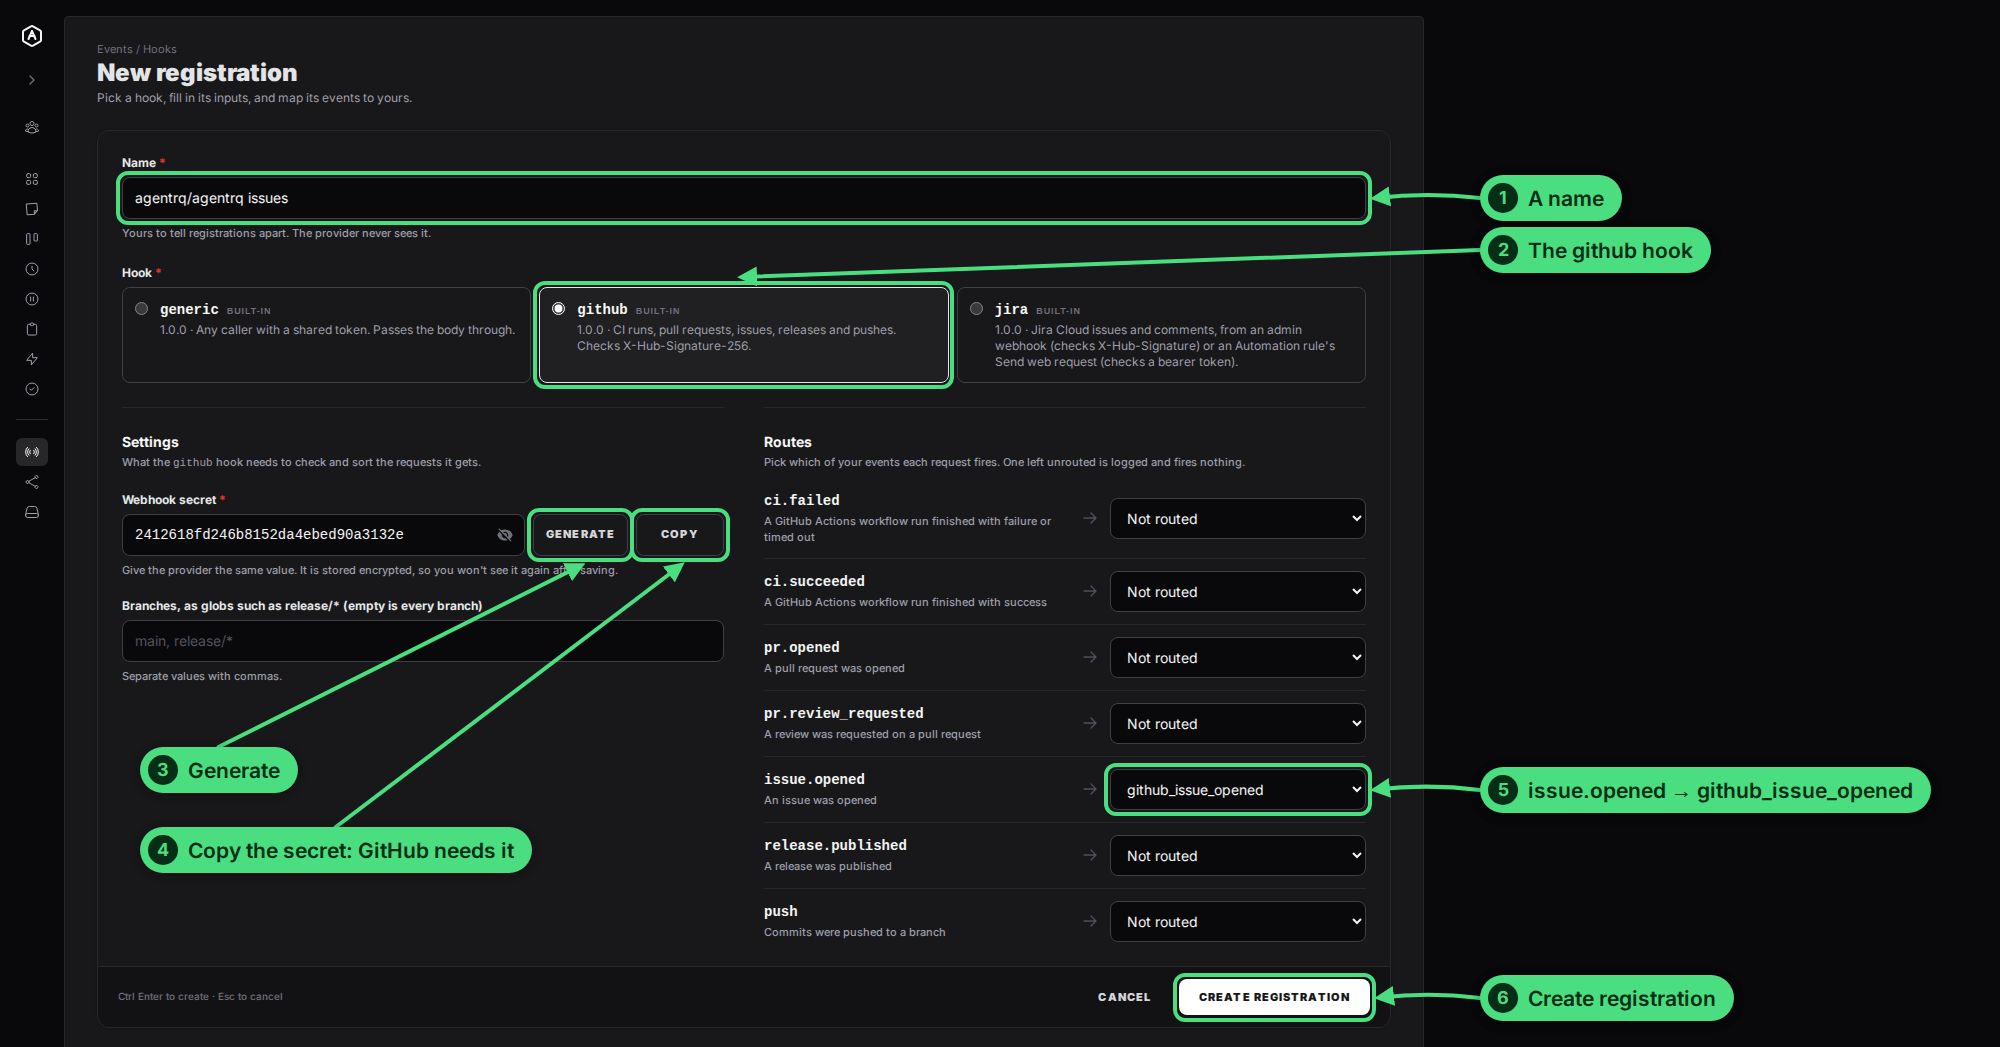 Events / Hooks
New registration
Pick a hook, fill in its inputs, and map its events to yours.
Name *
agentrq/agentrq issues
Yours to tell registrations apart. The provider never sees it.
1 A name
2 The github hook
Hook *
generic BUILT-IN
1.0.0 · Any caller with a shared token. Passes the body through.
github BUILT-IN
1.0.0 · CI runs, pull requests, issues, releases and pushes.
Checks X-Hub-Signature-256.
jira BUILT-IN
1.0.0 · Jira Cloud issues and comments, from an admin
webhook (checks X-Hub-Signature) or an Automation rule's
Send web request (checks a bearer token).
Settings
What the github hook needs to check and sort the requests it gets.
Webhook secret *
2412618fd246b8152da4ebed90a3132e
GENERATE
COPY
Give the provider the same value. It is stored encrypted, so you won't see it again after saving.
Branches, as globs such as release/* (empty is every branch)
main, release/*
Separate values with commas.
3 Generate
4 Copy the secret: GitHub needs it
Routes
Pick which of your events each request fires. One left unrouted is logged and fires nothing.
ci.failed
A GitHub Actions workflow run finished with failure or
timed out
→ Not routed
ci.succeeded
A GitHub Actions workflow run finished with success
→ Not routed
pr.opened
A pull request was opened
→ Not routed
pr.review_requested
A review was requested on a pull request
→ Not routed
issue.opened
An issue was opened
→ github_issue_opened
5 issue.opened → github_issue_opened
release.published
A release was published
→ Not routed
push
Commits were pushed to a branch
→ Not routed
Ctrl Enter to create · Esc to cancel
CANCEL
CREATE REGISTRATION
6 Create registration